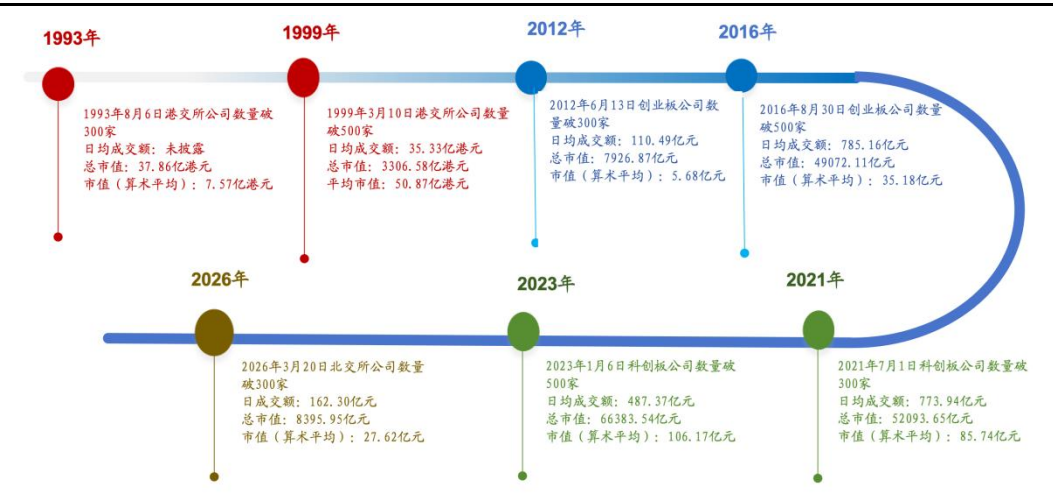 1993年
1993年8月6日港交所公司数量破
300家
日均成交额: 未披露
总市值: 37.86亿港元
市值（算术平均）: 7.57亿港元
1999年
1999年3月10日港交所公司数量
破500家
日均成交额: 35.33亿港元
总市值: 3306.58亿港元
平均市值: 50.87亿港元
2012年
2012年6月13日创业板公司数
量破300家
日均成交额: 110.49亿元
总市值: 7926.87亿元
市值（算术平均）: 5.68亿元
2016年
2016年8月30日创业板公司数量
破500家
日均成交额: 785.16亿元
总市值: 49072.11亿元
市值（算术平均）: 35.18亿元
2021年
2021年7月1日科创板公司数量破
300家
日均成交额: 773.94亿元
总市值: 52093.65亿元
市值（算术平均）: 85.74亿元
2023年
2023年1月6日科创板公司数量破
500家
日均成交额: 487.37亿元
总市值: 66383.54亿元
市值（算术平均）: 106.17亿元
2026年
2026年3月20日北交所公司数量
破300家
日成交额: 162.30亿元
总市值: 8395.95亿元
市值（算术平均）: 27.62亿元